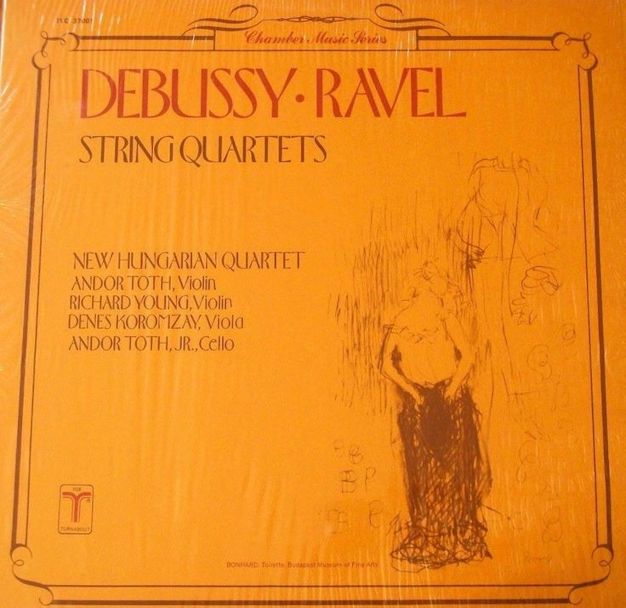 Chamber Music Series
DEBUSSY · RAVEL
STRING QUARTETS
NEW HUNGARIAN QUARTET
ANDOR TOTH, Violin
RICHARD YOUNG, Violin
DENES KOROMZAY, Viola
ANDOR TOTH, JR., Cello
VOX
TURNABOUT
BONNARD: Toilette, Budapest Museum of Fine Arts